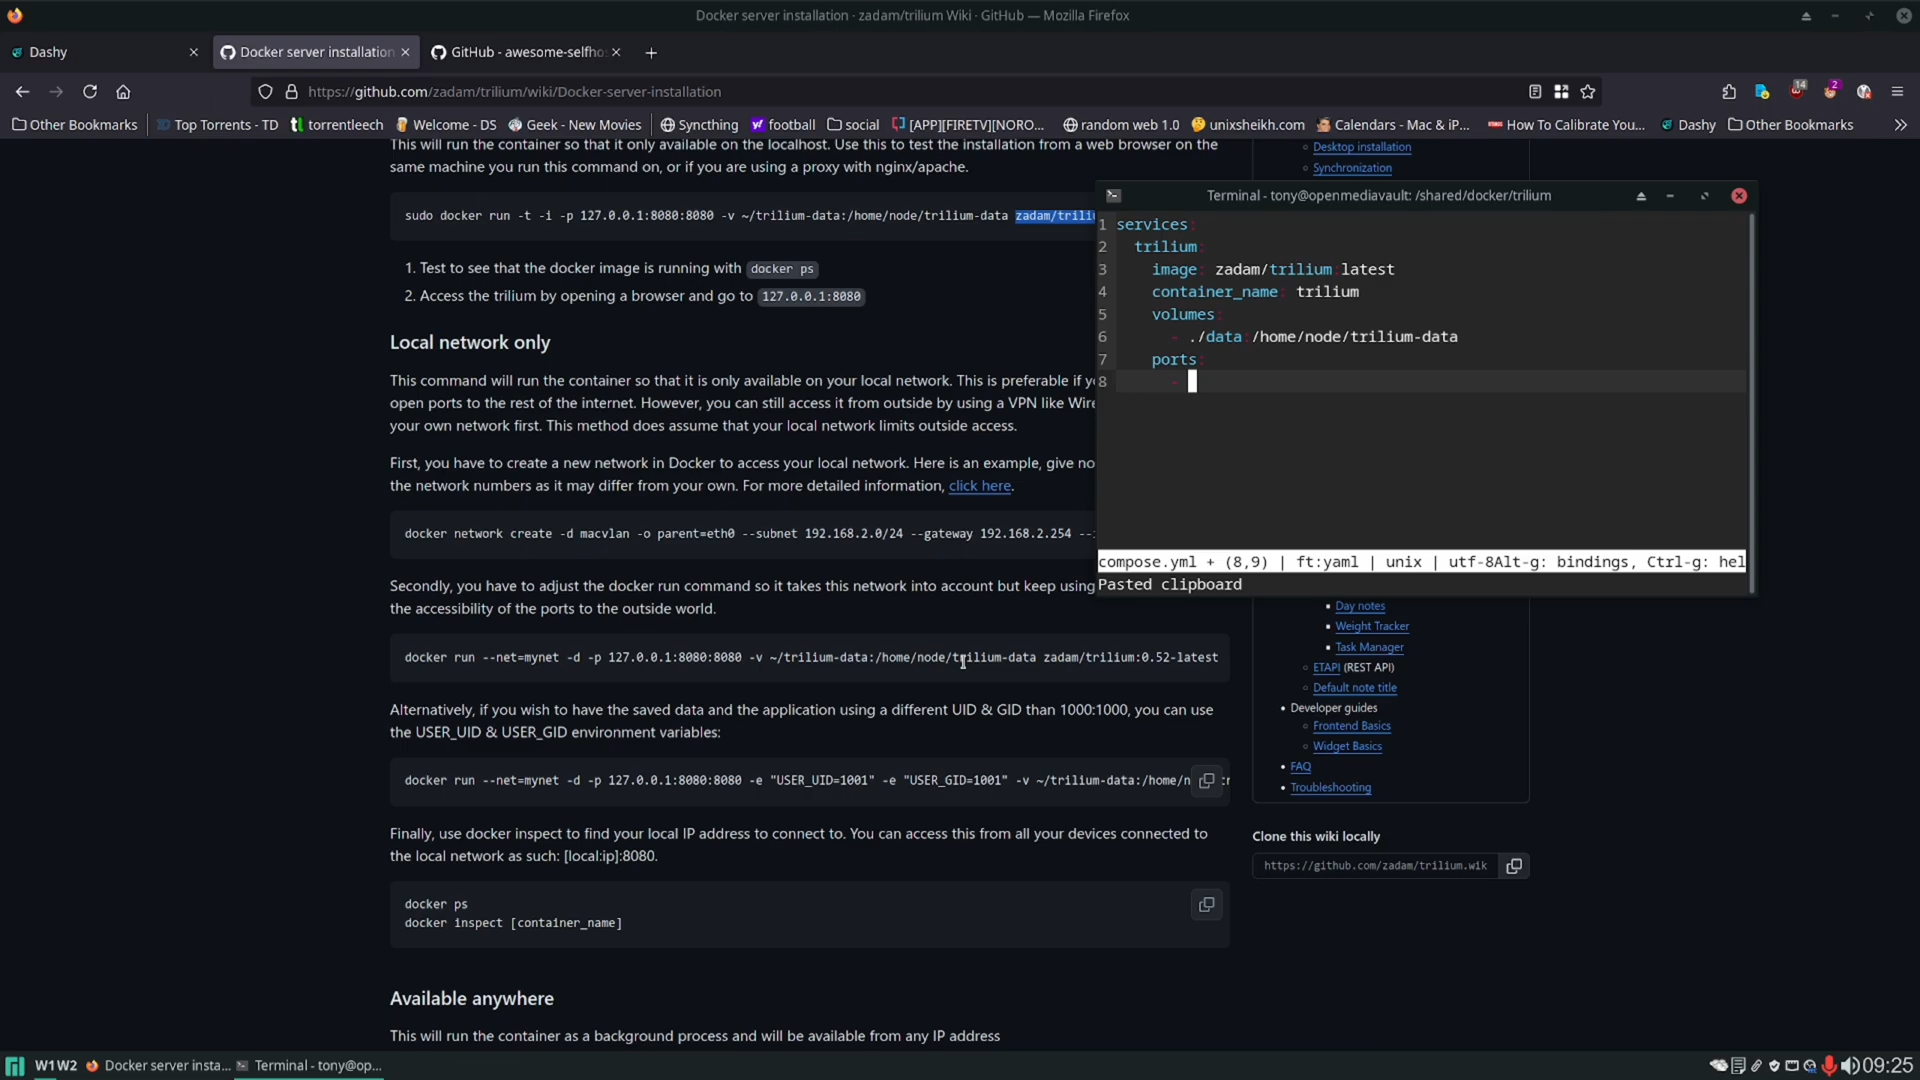 Docker server installation · zadam/trilium Wiki · GitHub — Mozilla Firefox
Dashy
Docker server installation
GitHub - awesome-selfho
https://github.com/zadam/trilium/wiki/Docker-server-installation
14
2
Other Bookmarks
Top Torrents - TD
torrentleech
Welcome - DS
Geek - New Movies
Syncthing
football
social
[APP][FIRETV][NORO...
random web 1.0
unixsheikh.com
Calendars - Mac & iP...
How To Calibrate You...
Dashy
Other Bookmarks
This will run the container so that it only available on the localhost. Use this to test the installation from a web browser on the
same machine you run this command on, or if you are using a proxy with nginx/apache.
sudo docker run -t -i -p 127.0.0.1:8080:8080 -v ~/trilium-data:/home/node/trilium-data zadam/triliu
1. Test to see that the docker image is running with docker ps
2. Access the trilium by opening a browser and go to 127.0.0.1:8080
Local network only
This command will run the container so that it is only available on your local network. This is preferable if y
open ports to the rest of the internet. However, you can still access it from outside by using a VPN like Wire
your own network first. This method does assume that your local network limits outside access.
First, you have to create a new network in Docker to access your local network. Here is an example, give no
the network numbers as it may differ from your own. For more detailed information, click here.
docker network create -d macvlan -o parent=eth0 --subnet 192.168.2.0/24 --gateway 192.168.2.254 --
Secondly, you have to adjust the docker run command so it takes this network into account but keep using
the accessibility of the ports to the outside world.
docker run --net=mynet -d -p 127.0.0.1:8080:8080 -v ~/trilium-data:/home/node/trilium-data zadam/trilium:0.52-latest
Alternatively, if you wish to have the saved data and the application using a different UID & GID than 1000:1000, you can use
the USER_UID & USER_GID environment variables:
docker run --net=mynet -d -p 127.0.0.1:8080:8080 -e "USER_UID=1001" -e "USER_GID=1001" -v ~/trilium-data:/home/n
Finally, use docker inspect to find your local IP address to connect to. You can access this from all your devices connected to
the local network as such: [local:ip]:8080.
docker ps
docker inspect [container_name]
Available anywhere
This will run the container as a background process and will be available from any IP address
Desktop installation
Synchronization
Terminal - tony@openmediavault: /shared/docker/trilium
1 services:
2 trilium:
3 image: zadam/trilium:latest
4 container_name: trilium
5 volumes:
6 - ./data:/home/node/trilium-data
7 ports:
8 -
compose.yml + (8,9) | ft:yaml | unix | utf-8Alt-g: bindings, Ctrl-g: hel
Pasted clipboard
Day notes
Weight Tracker
Task Manager
ETAPI (REST API)
Default note title
Developer guides
Frontend Basics
Widget Basics
FAQ
Troubleshooting
Clone this wiki locally
https://github.com/zadam/trilium.wik
W1W2
Docker server insta...
Terminal - tony@op...
09:25